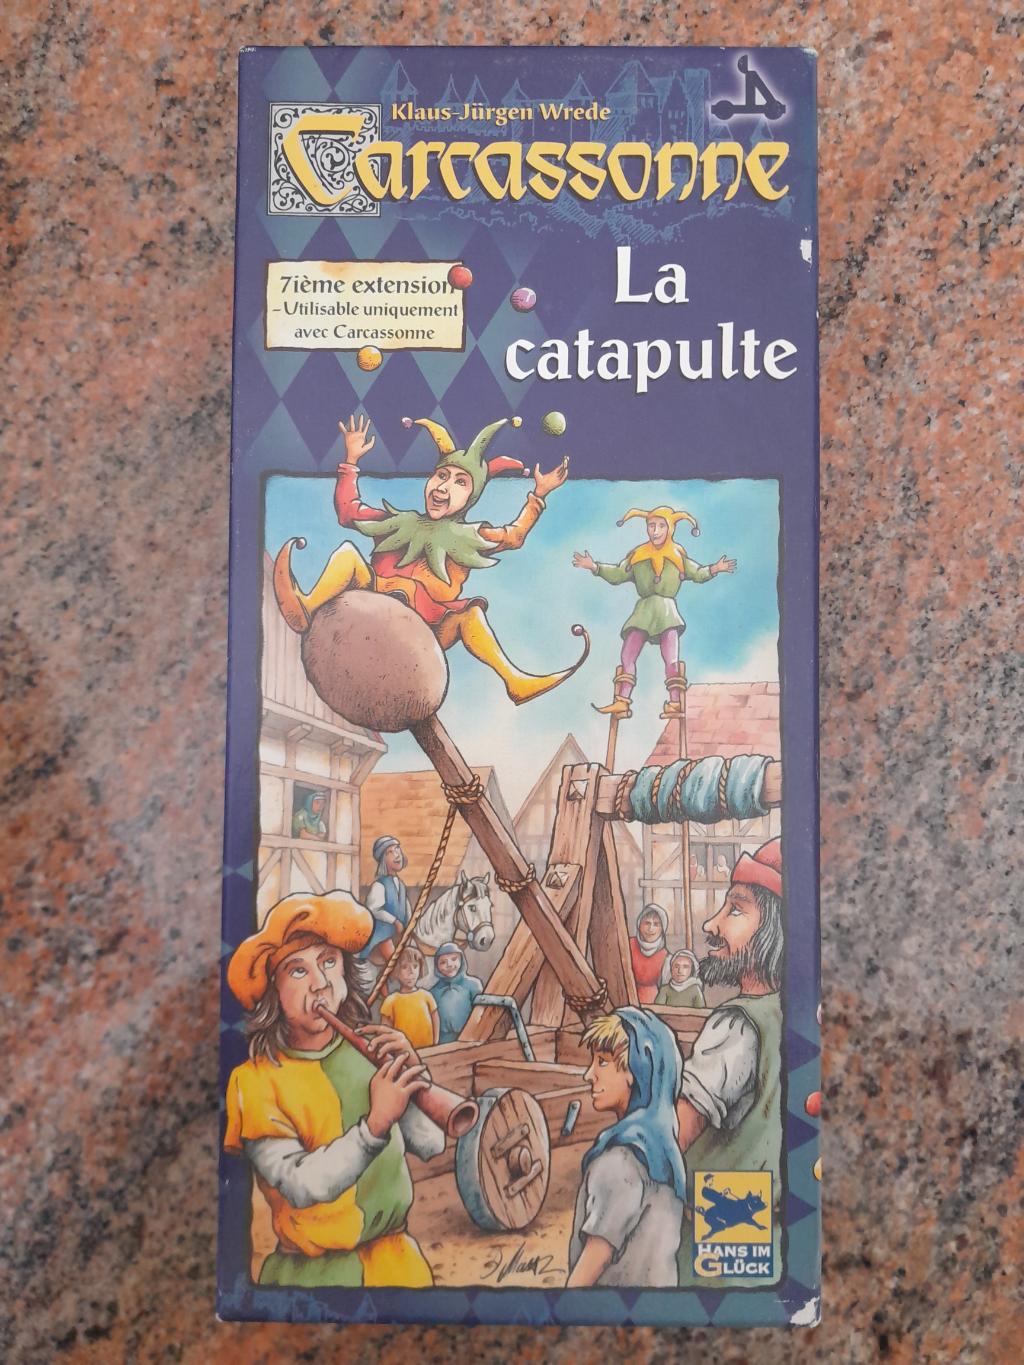 Klaus-Jürgen Wrede
Carcassonne
La
catapulte
7ième extension
-Utilisable uniquement
avec Carcassonne
HANS IM
GLÜCK